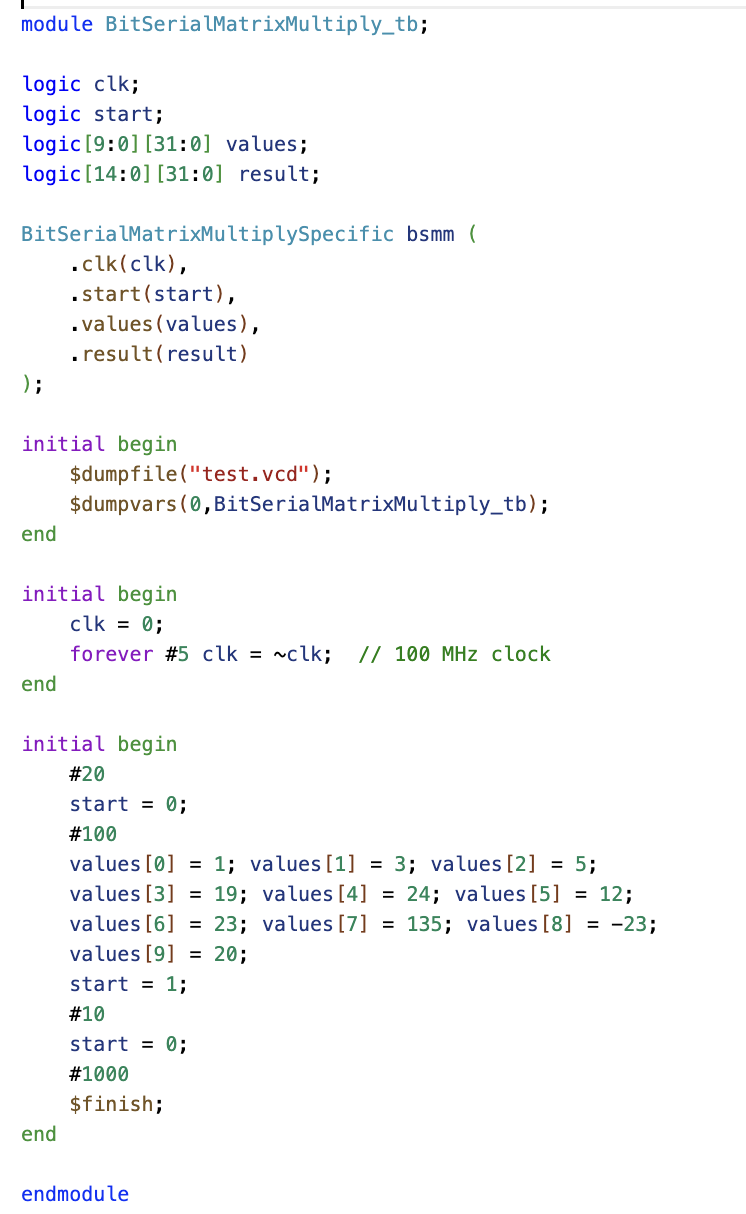 module BitSerialMatrixMultiply_tb;

logic clk;
logic start;
logic[9:0][31:0] values;
logic[14:0][31:0] result;

BitSerialMatrixMultiplySpecific bsmm (
    .clk(clk),
    .start(start),
    .values(values),
    .result(result)
);

initial begin
    $dumpfile("test.vcd");
    $dumpvars(0,BitSerialMatrixMultiply_tb);
end

initial begin
    clk = 0;
    forever #5 clk = ~clk;  // 100 MHz clock
end

initial begin
    #20
    start = 0;
    #100
    values[0] = 1; values[1] = 3; values[2] = 5;
    values[3] = 19; values[4] = 24; values[5] = 12;
    values[6] = 23; values[7] = 135; values[8] = -23;
    values[9] = 20;
    start = 1;
    #10
    start = 0;
    #1000
    $finish;
end

endmodule